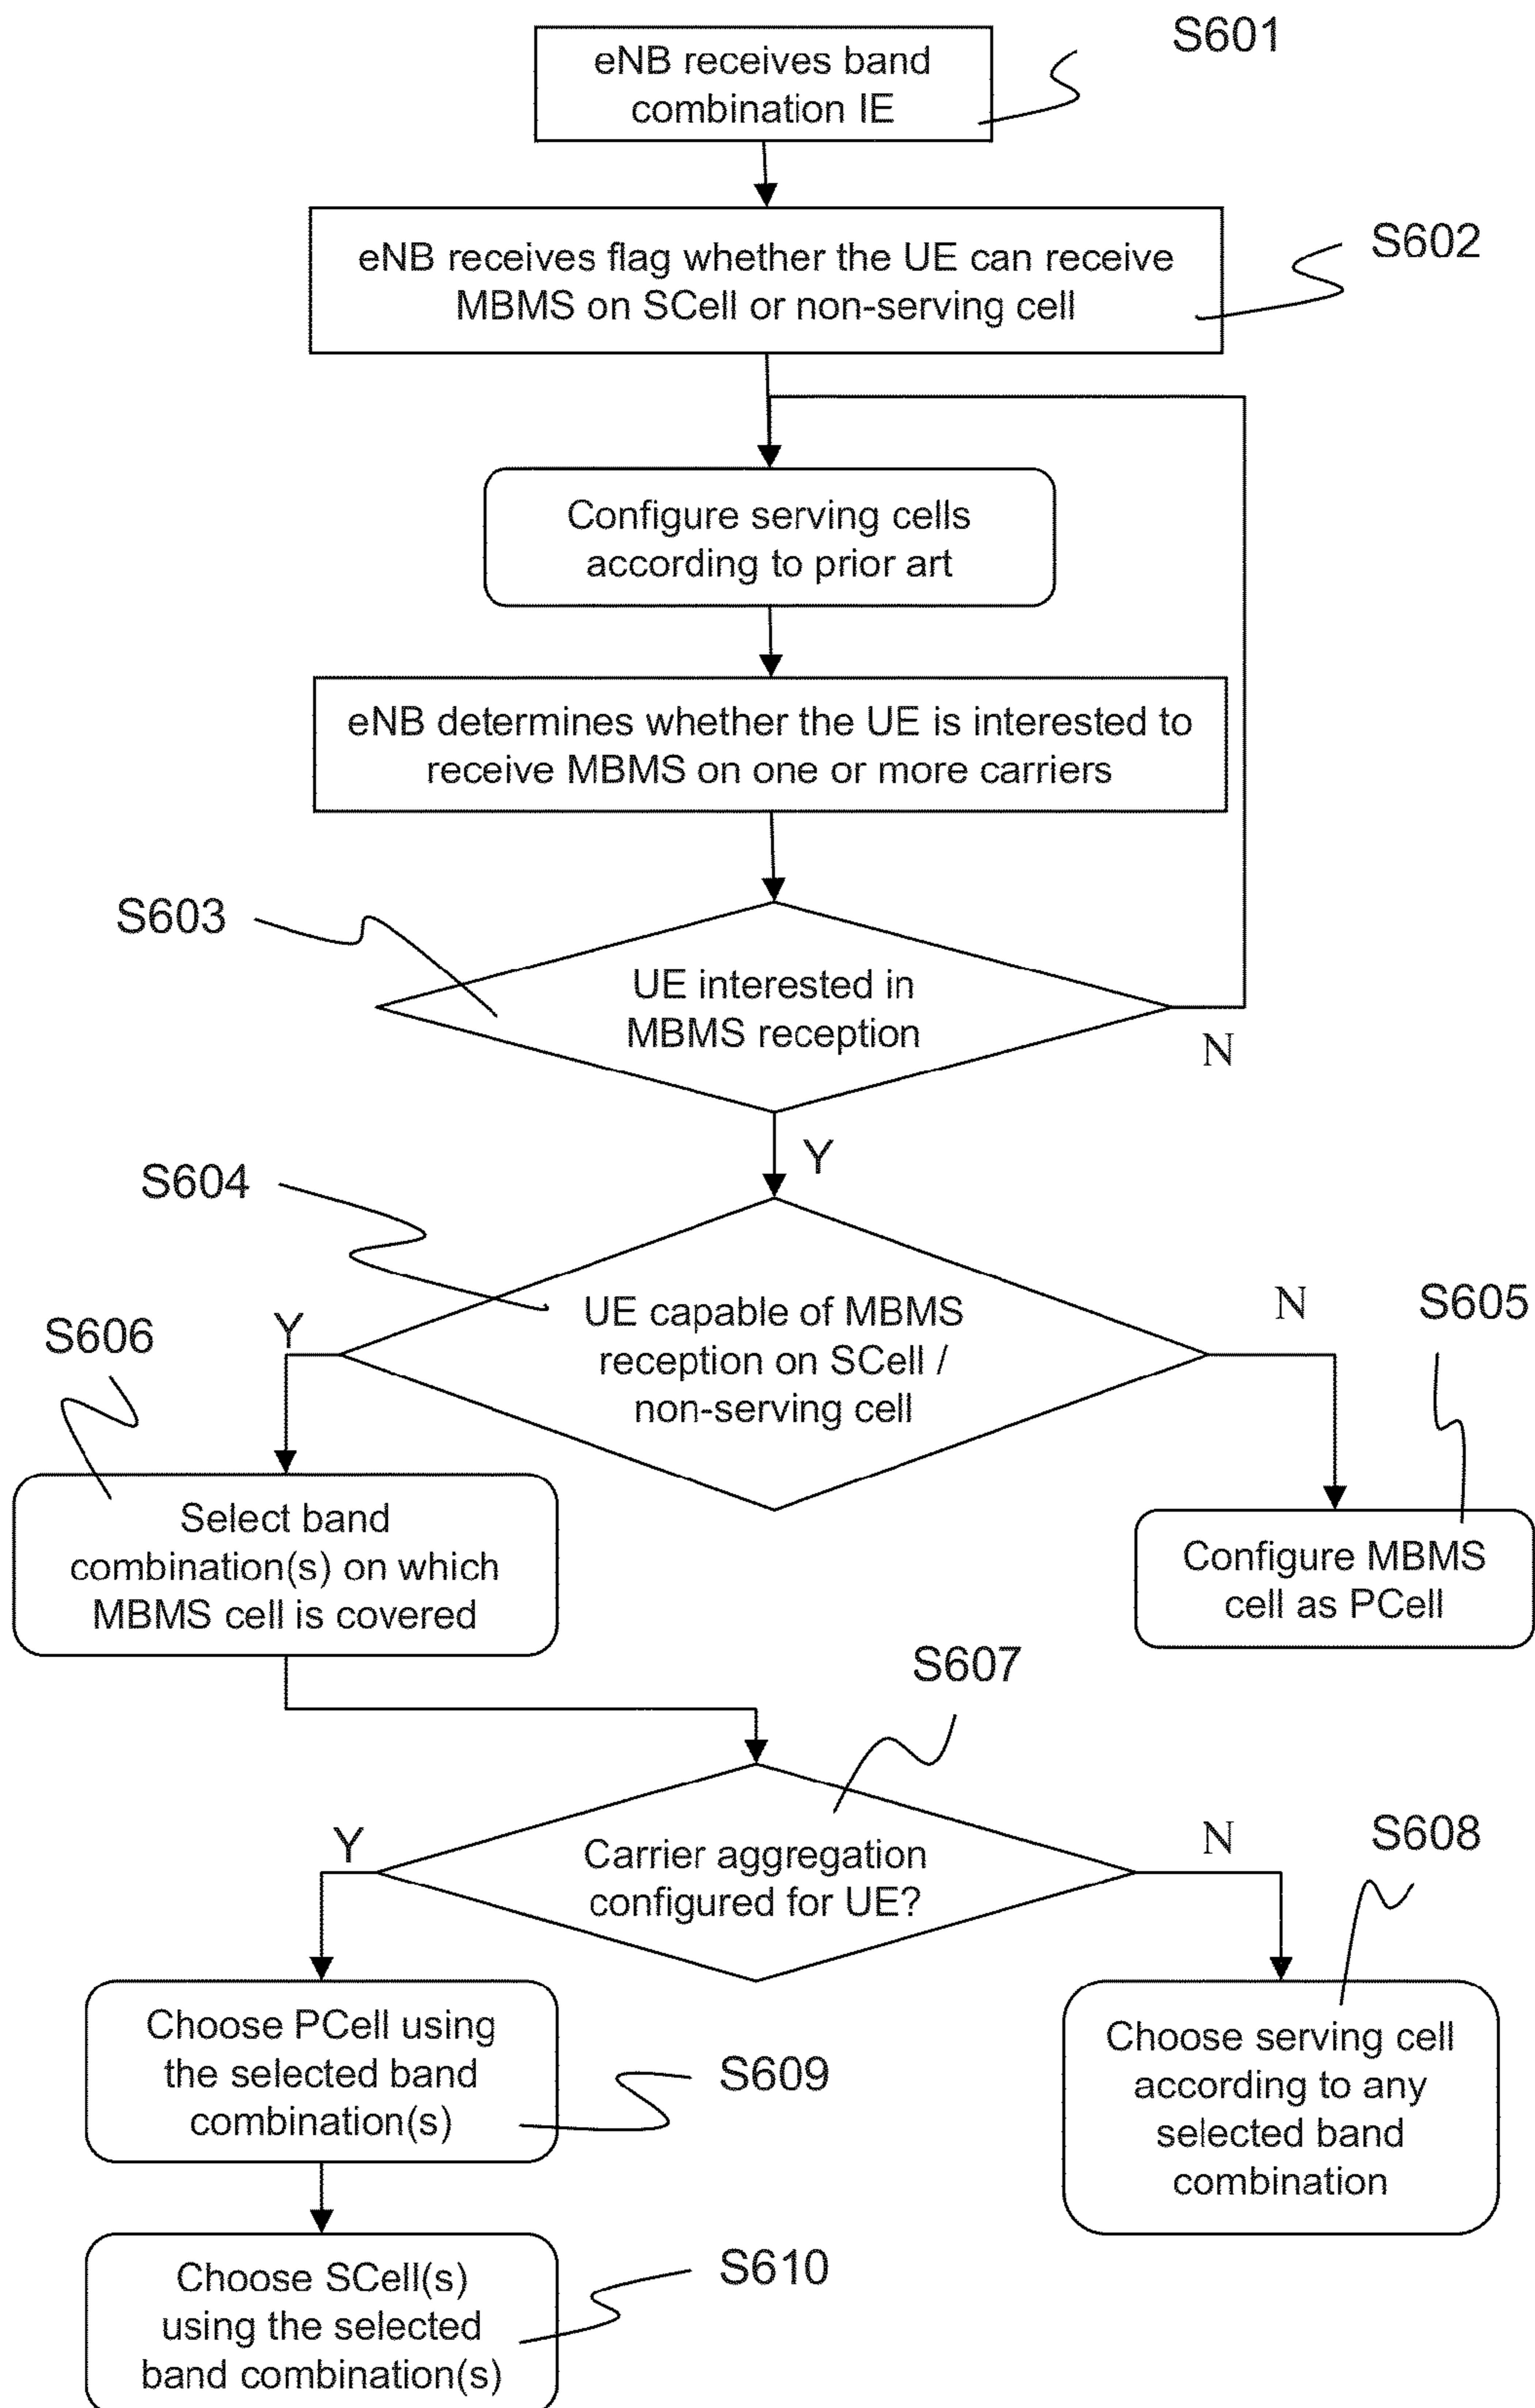 S601
eNB receives band
combination IE
S602
eNB receives flag whether the UE can receive
MBMS on SCell or non-serving cell
Configure serving cells
according to prior art
eNB determines whether the UE is interested to
receive MBMS on one or more carriers
S603
UE interested in
MBMS reception
N
Y
S604
UE capable of MBMS
reception on SCell /
non-serving cell
Y
N
S605
S606
Select band
combination(s) on which
MBMS cell is covered
Configure MBMS
cell as PCell
S607
Carrier aggregation
configured for UE?
Y
N
S608
Choose PCell using
the selected band
combination(s)
S609
Choose serving cell
according to any
selected band
combination
Choose SCell(s)
using the selected
band combination(s)
S610